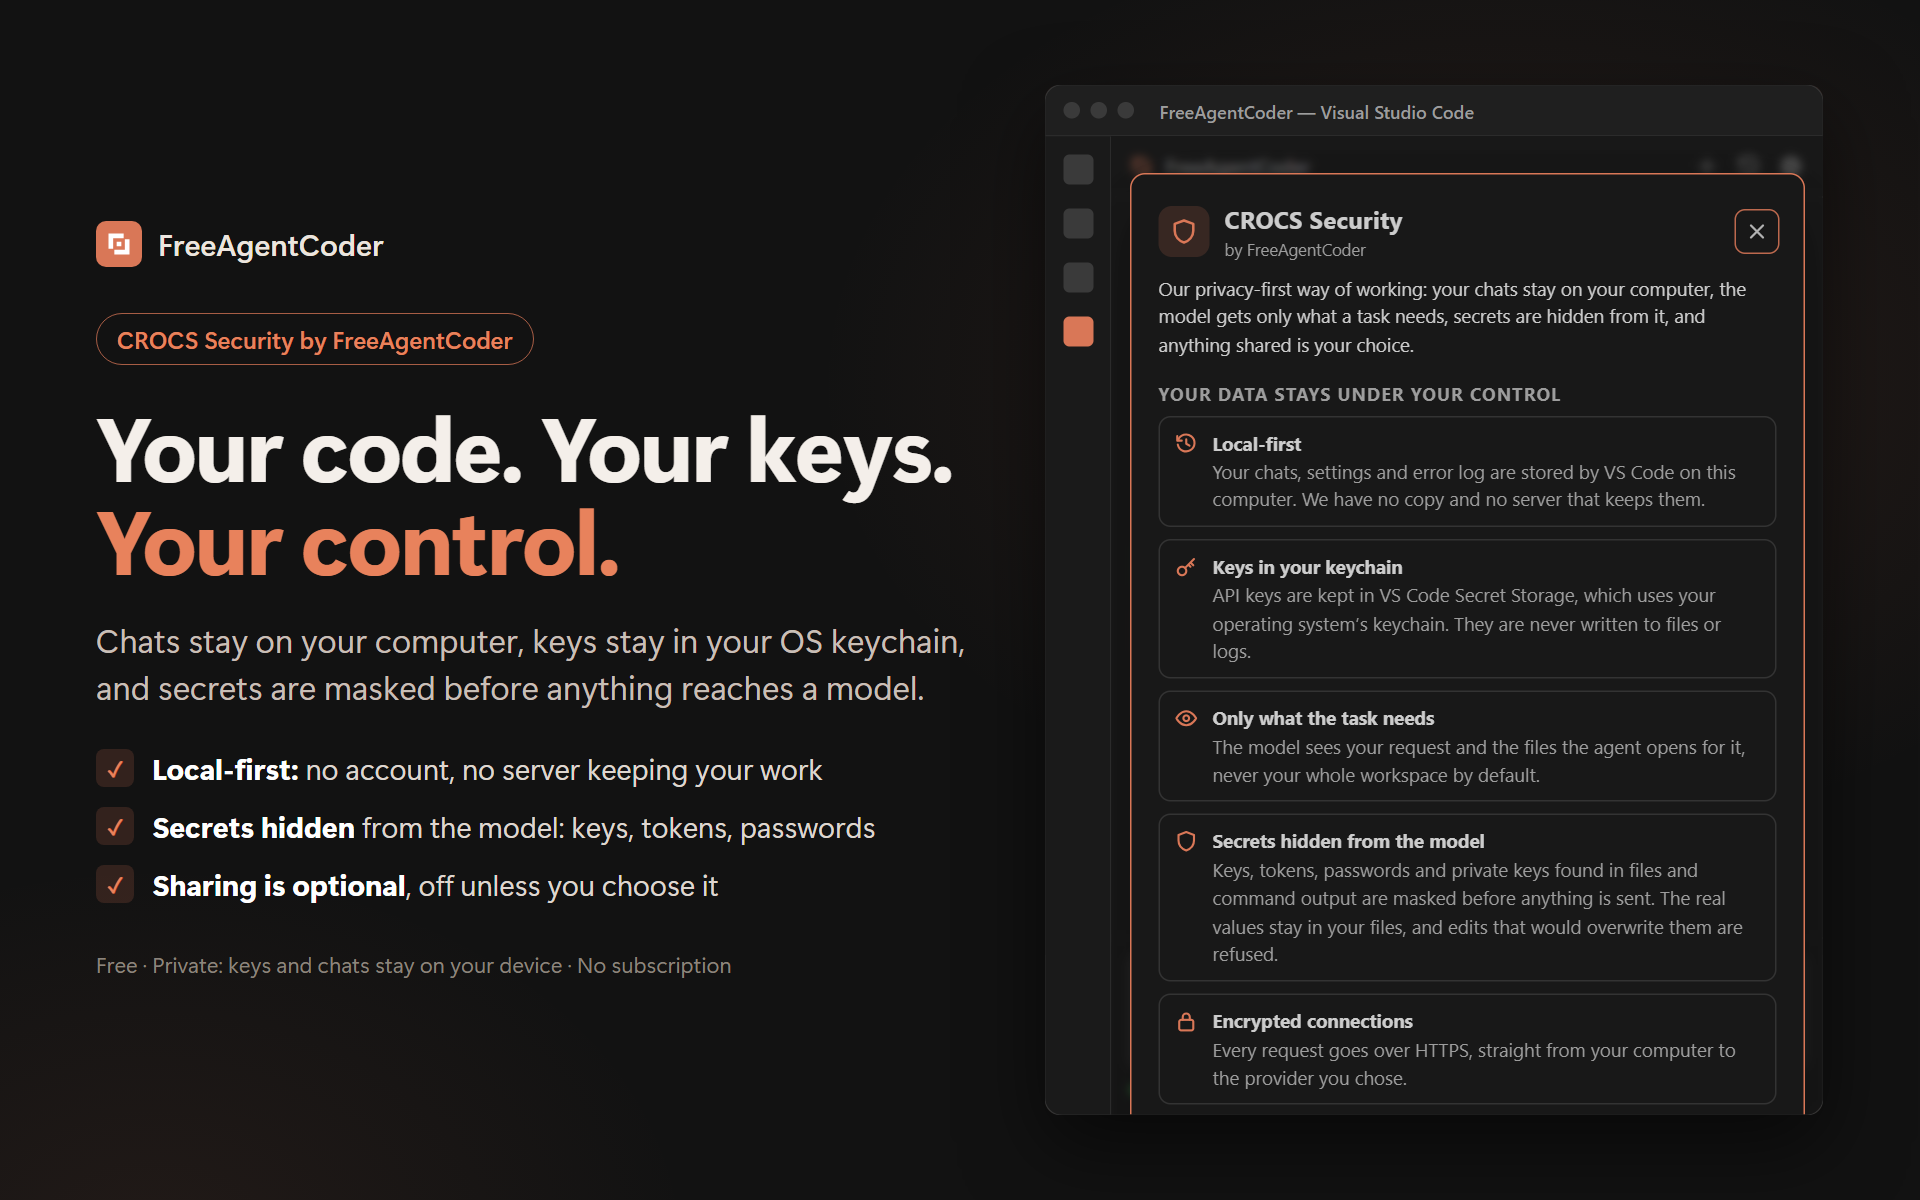 FreeAgentCoder
CROCS Security by FreeAgentCoder
Your code. Your keys.
Your control.
Chats stay on your computer, keys stay in your OS keychain,
and secrets are masked before anything reaches a model.
✓ Local-first: no account, no server keeping your work
✓ Secrets hidden from the model: keys, tokens, passwords
✓ Sharing is optional, off unless you choose it
Free · Private: keys and chats stay on your device · No subscription
FreeAgentCoder — Visual Studio Code
CROCS Security
by FreeAgentCoder
Our privacy-first way of working: your chats stay on your computer, the
model gets only what a task needs, secrets are hidden from it, and
anything shared is your choice.
YOUR DATA STAYS UNDER YOUR CONTROL
Local-first
Your chats, settings and error log are stored by VS Code on this
computer. We have no copy and no server that keeps them.
Keys in your keychain
API keys are kept in VS Code Secret Storage, which uses your
operating system’s keychain. They are never written to files or
logs.
Only what the task needs
The model sees your request and the files the agent opens for it,
never your whole workspace by default.
Secrets hidden from the model
Keys, tokens, passwords and private keys found in files and
command output are masked before anything is sent. The real
values stay in your files, and edits that would overwrite them are
refused.
Encrypted connections
Every request goes over HTTPS, straight from your computer to
the provider you chose.